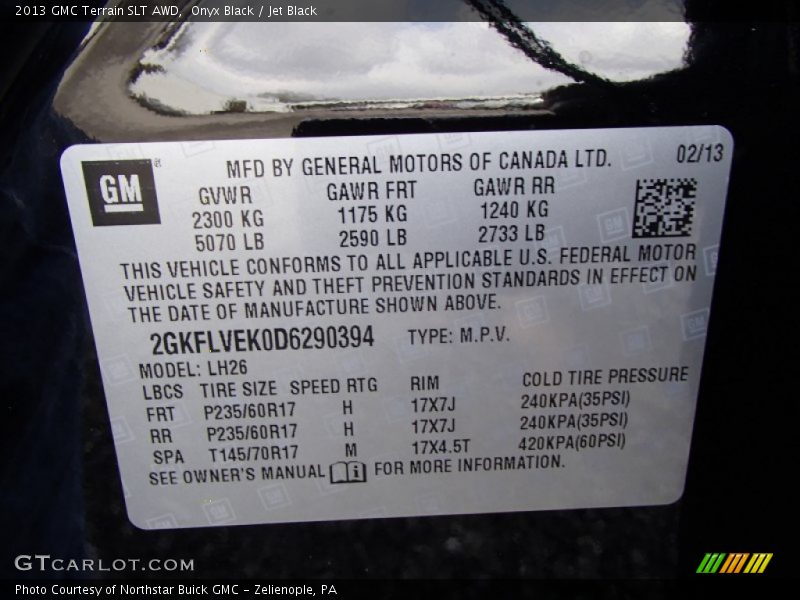 2013 GMC Terrain SLT AWD, Onyx Black / Jet Black
GM ®
MFD BY GENERAL MOTORS OF CANADA LTD. 02/13
GVWR GAWR FRT GAWR RR
2300 KG 1175 KG 1240 KG
5070 LB 2590 LB 2733 LB
THIS VEHICLE CONFORMS TO ALL APPLICABLE U.S. FEDERAL MOTOR
VEHICLE SAFETY AND THEFT PREVENTION STANDARDS IN EFFECT ON
THE DATE OF MANUFACTURE SHOWN ABOVE.
2GKFLVEK0D6290394 TYPE: M.P.V.
MODEL: LH26
LBCS TIRE SIZE SPEED RTG RIM COLD TIRE PRESSURE
FRT P235/60R17 H 17X7J 240KPA(35PSI)
RR P235/60R17 H 17X7J 240KPA(35PSI)
SPA T145/70R17 M 17X4.5T 420KPA(60PSI)
SEE OWNER'S MANUAL i FOR MORE INFORMATION.
GTCARLOT.COM
Photo Courtesy of Northstar Buick GMC - Zelienople, PA